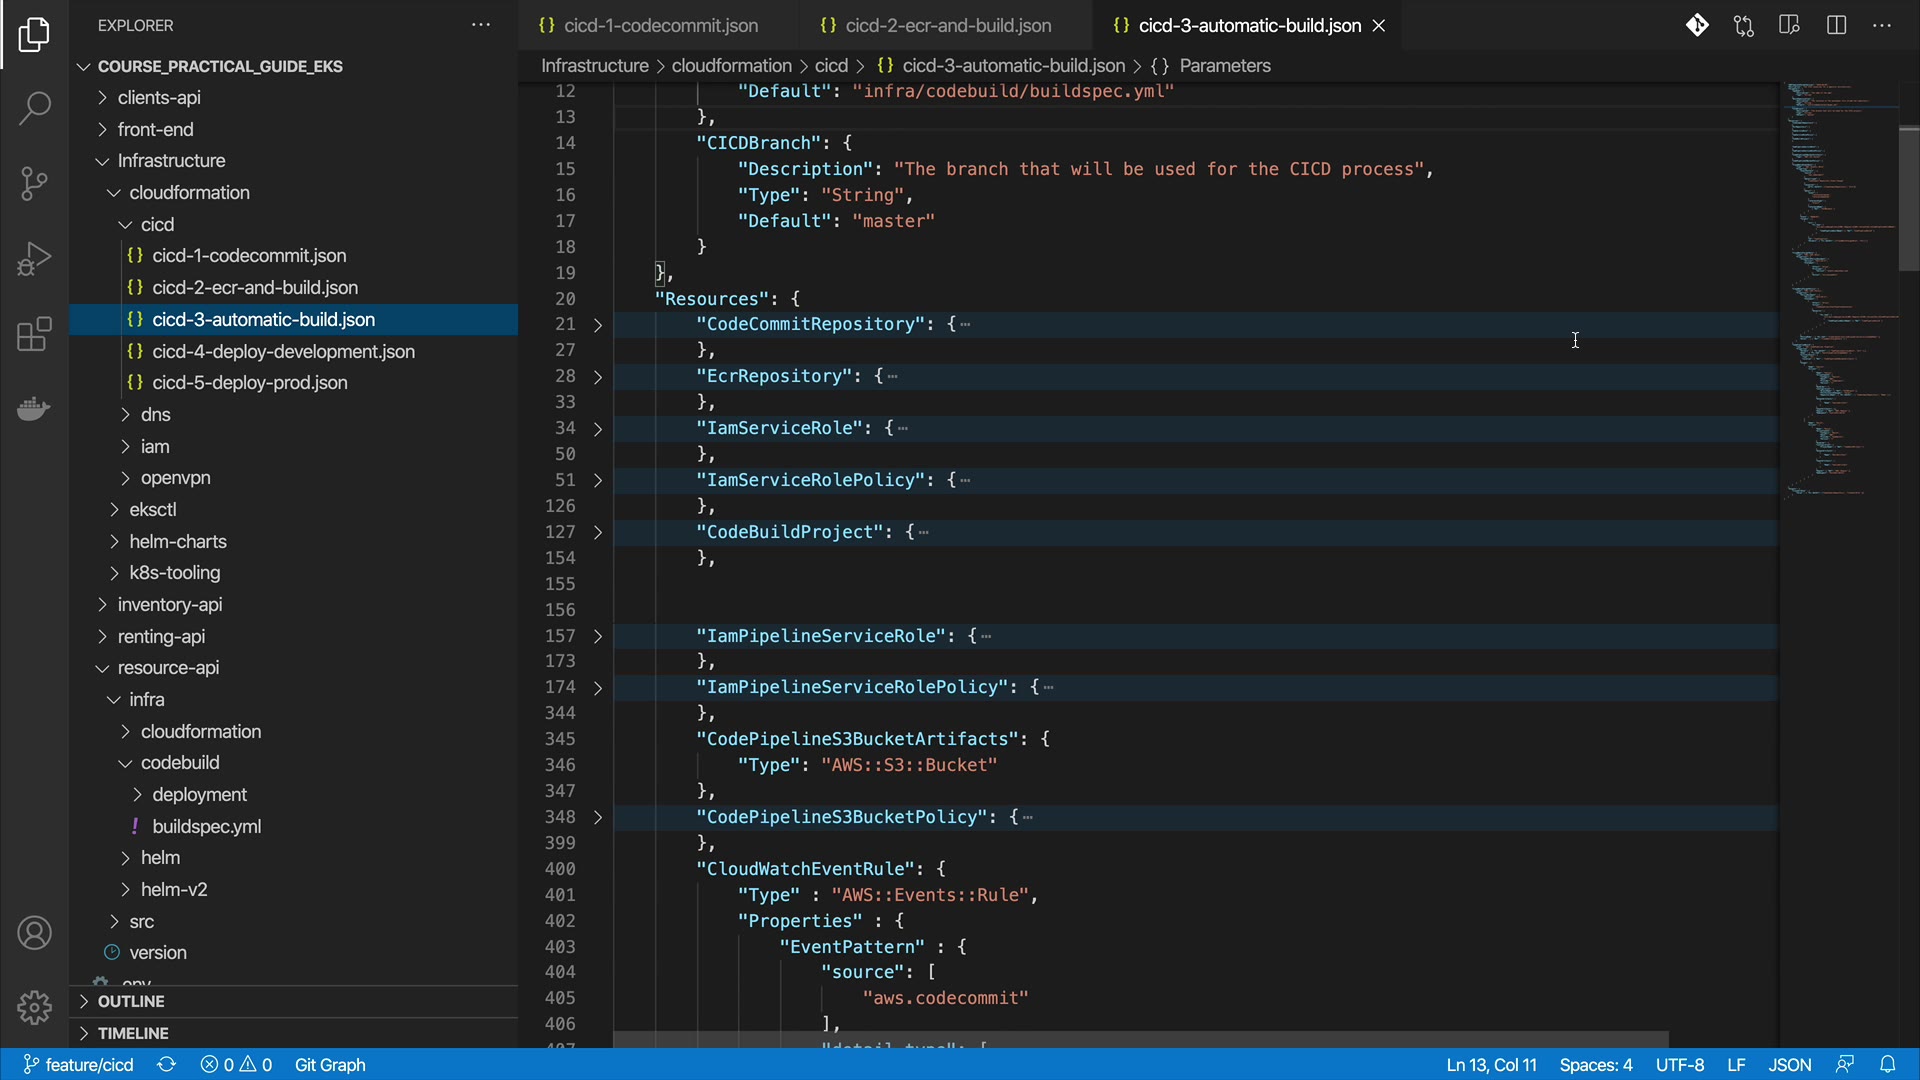 EXPLORER
COURSE_PRACTICAL_GUIDE_EKS
clients-api
front-end
Infrastructure
cloudformation
cicd
{} cicd-1-codecommit.json
{} cicd-2-ecr-and-build.json
{} cicd-3-automatic-build.json
{} cicd-4-deploy-development.json
{} cicd-5-deploy-prod.json
dns
iam
openvpn
eksctl
helm-charts
k8s-tooling
inventory-api
renting-api
resource-api
infra
cloudformation
codebuild
deployment
! buildspec.yml
helm
helm-v2
src
version
OUTLINE
TIMELINE
{} cicd-1-codecommit.json {} cicd-2-ecr-and-build.json {} cicd-3-automatic-build.json
Infrastructure > cloudformation > cicd > {} cicd-3-automatic-build.json > {} Parameters
12 "Default": "infra/codebuild/buildspec.yml"
13 },
14 "CICDBranch": {
15 "Description": "The branch that will be used for the CICD process",
16 "Type": "String",
17 "Default": "master"
18 }
19 },
20 "Resources": {
21 "CodeCommitRepository": {…
27 },
28 "EcrRepository": {…
33 },
34 "IamServiceRole": {…
50 },
51 "IamServiceRolePolicy": {…
126 },
127 "CodeBuildProject": {…
154 },
155
156
157 "IamPipelineServiceRole": {…
173 },
174 "IamPipelineServiceRolePolicy": {…
344 },
345 "CodePipelineS3BucketArtifacts": {
346 "Type": "AWS::S3::Bucket"
347 },
348 "CodePipelineS3BucketPolicy": {…
399 },
400 "CloudWatchEventRule": {
401 "Type" : "AWS::Events::Rule",
402 "Properties" : {
403 "EventPattern" : {
404 "source": [
405 "aws.codecommit"
406 ],
feature/cicd 0 0 Git Graph Ln 13, Col 11 Spaces: 4 UTF-8 LF JSON